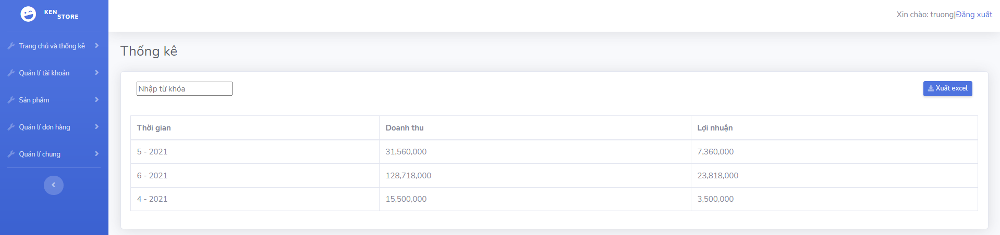 KEN
STORE
Xin chào: truong|Đăng xuất
Trang chủ và thống kê
Quản lí tài khoản
Sản phẩm
Quản lí đơn hàng
Quản lí chung
Thống kê
Nhập từ khóa
Xuất excel
Thời gian Doanh thu Lợi nhuận
5 - 2021 31,560,000 7,360,000
6 - 2021 128,718,000 23,818,000
4 - 2021 15,500,000 3,500,000